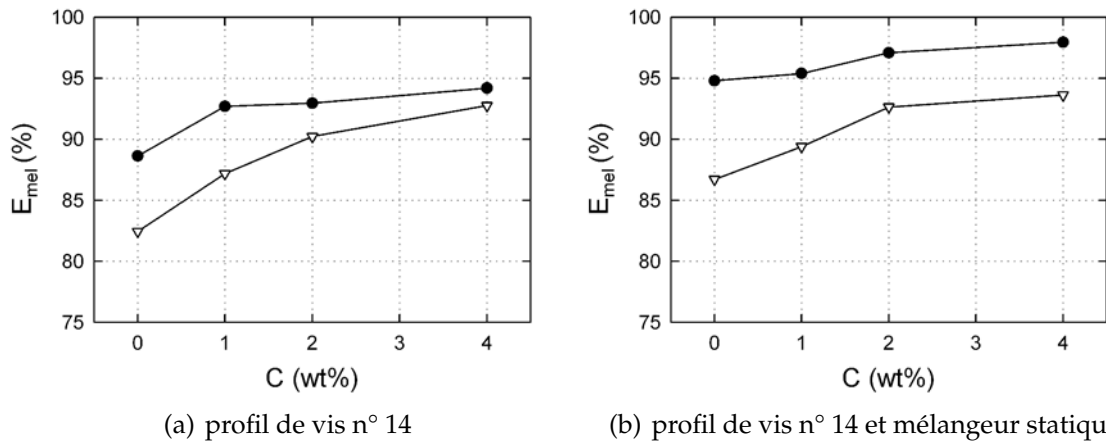 100
95
90
85
80
75
E_mel (%)
0 1 2 3 4
C (wt%)
(a) profil de vis n° 14
100
95
90
85
80
75
E_mel (%)
0 1 2 3 4
C (wt%)
(b) profil de vis n° 14 et mélangeur statiqu